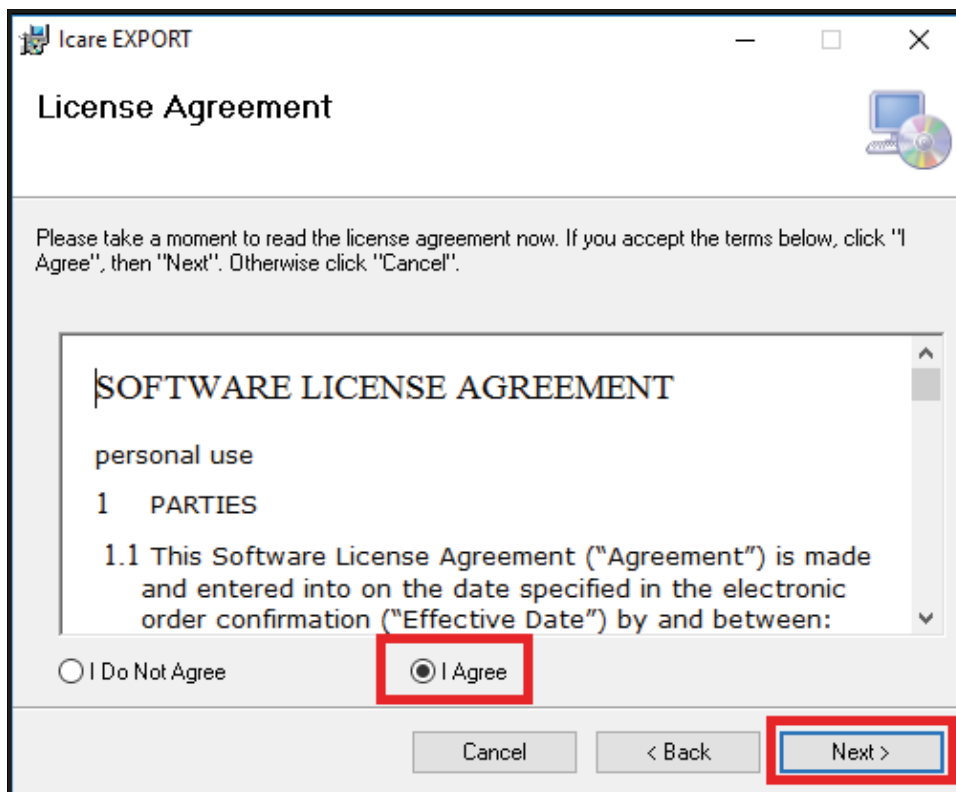 Icare EXPORT
License Agreement
Please take a moment to read the license agreement now. If you accept the terms below, click "I
Agree", then "Next". Otherwise click "Cancel".
SOFTWARE LICENSE AGREEMENT
personal use
1 PARTIES
1.1 This Software License Agreement (“Agreement”) is made
and entered into on the date specified in the electronic
order confirmation (“Effective Date”) by and between:
I Do Not Agree
I Agree
Cancel
< Back
Next >